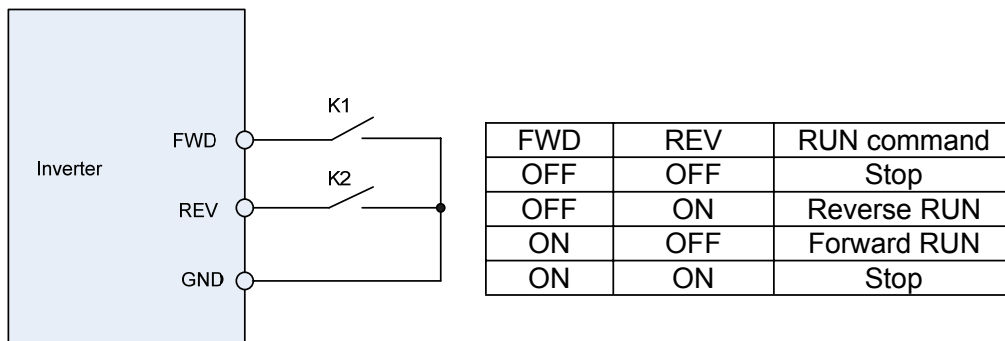 K1
FWD
Inverter
K2
REV
GND
FWD REV RUN command
OFF OFF Stop
OFF ON Reverse RUN
ON OFF Forward RUN
ON ON Stop